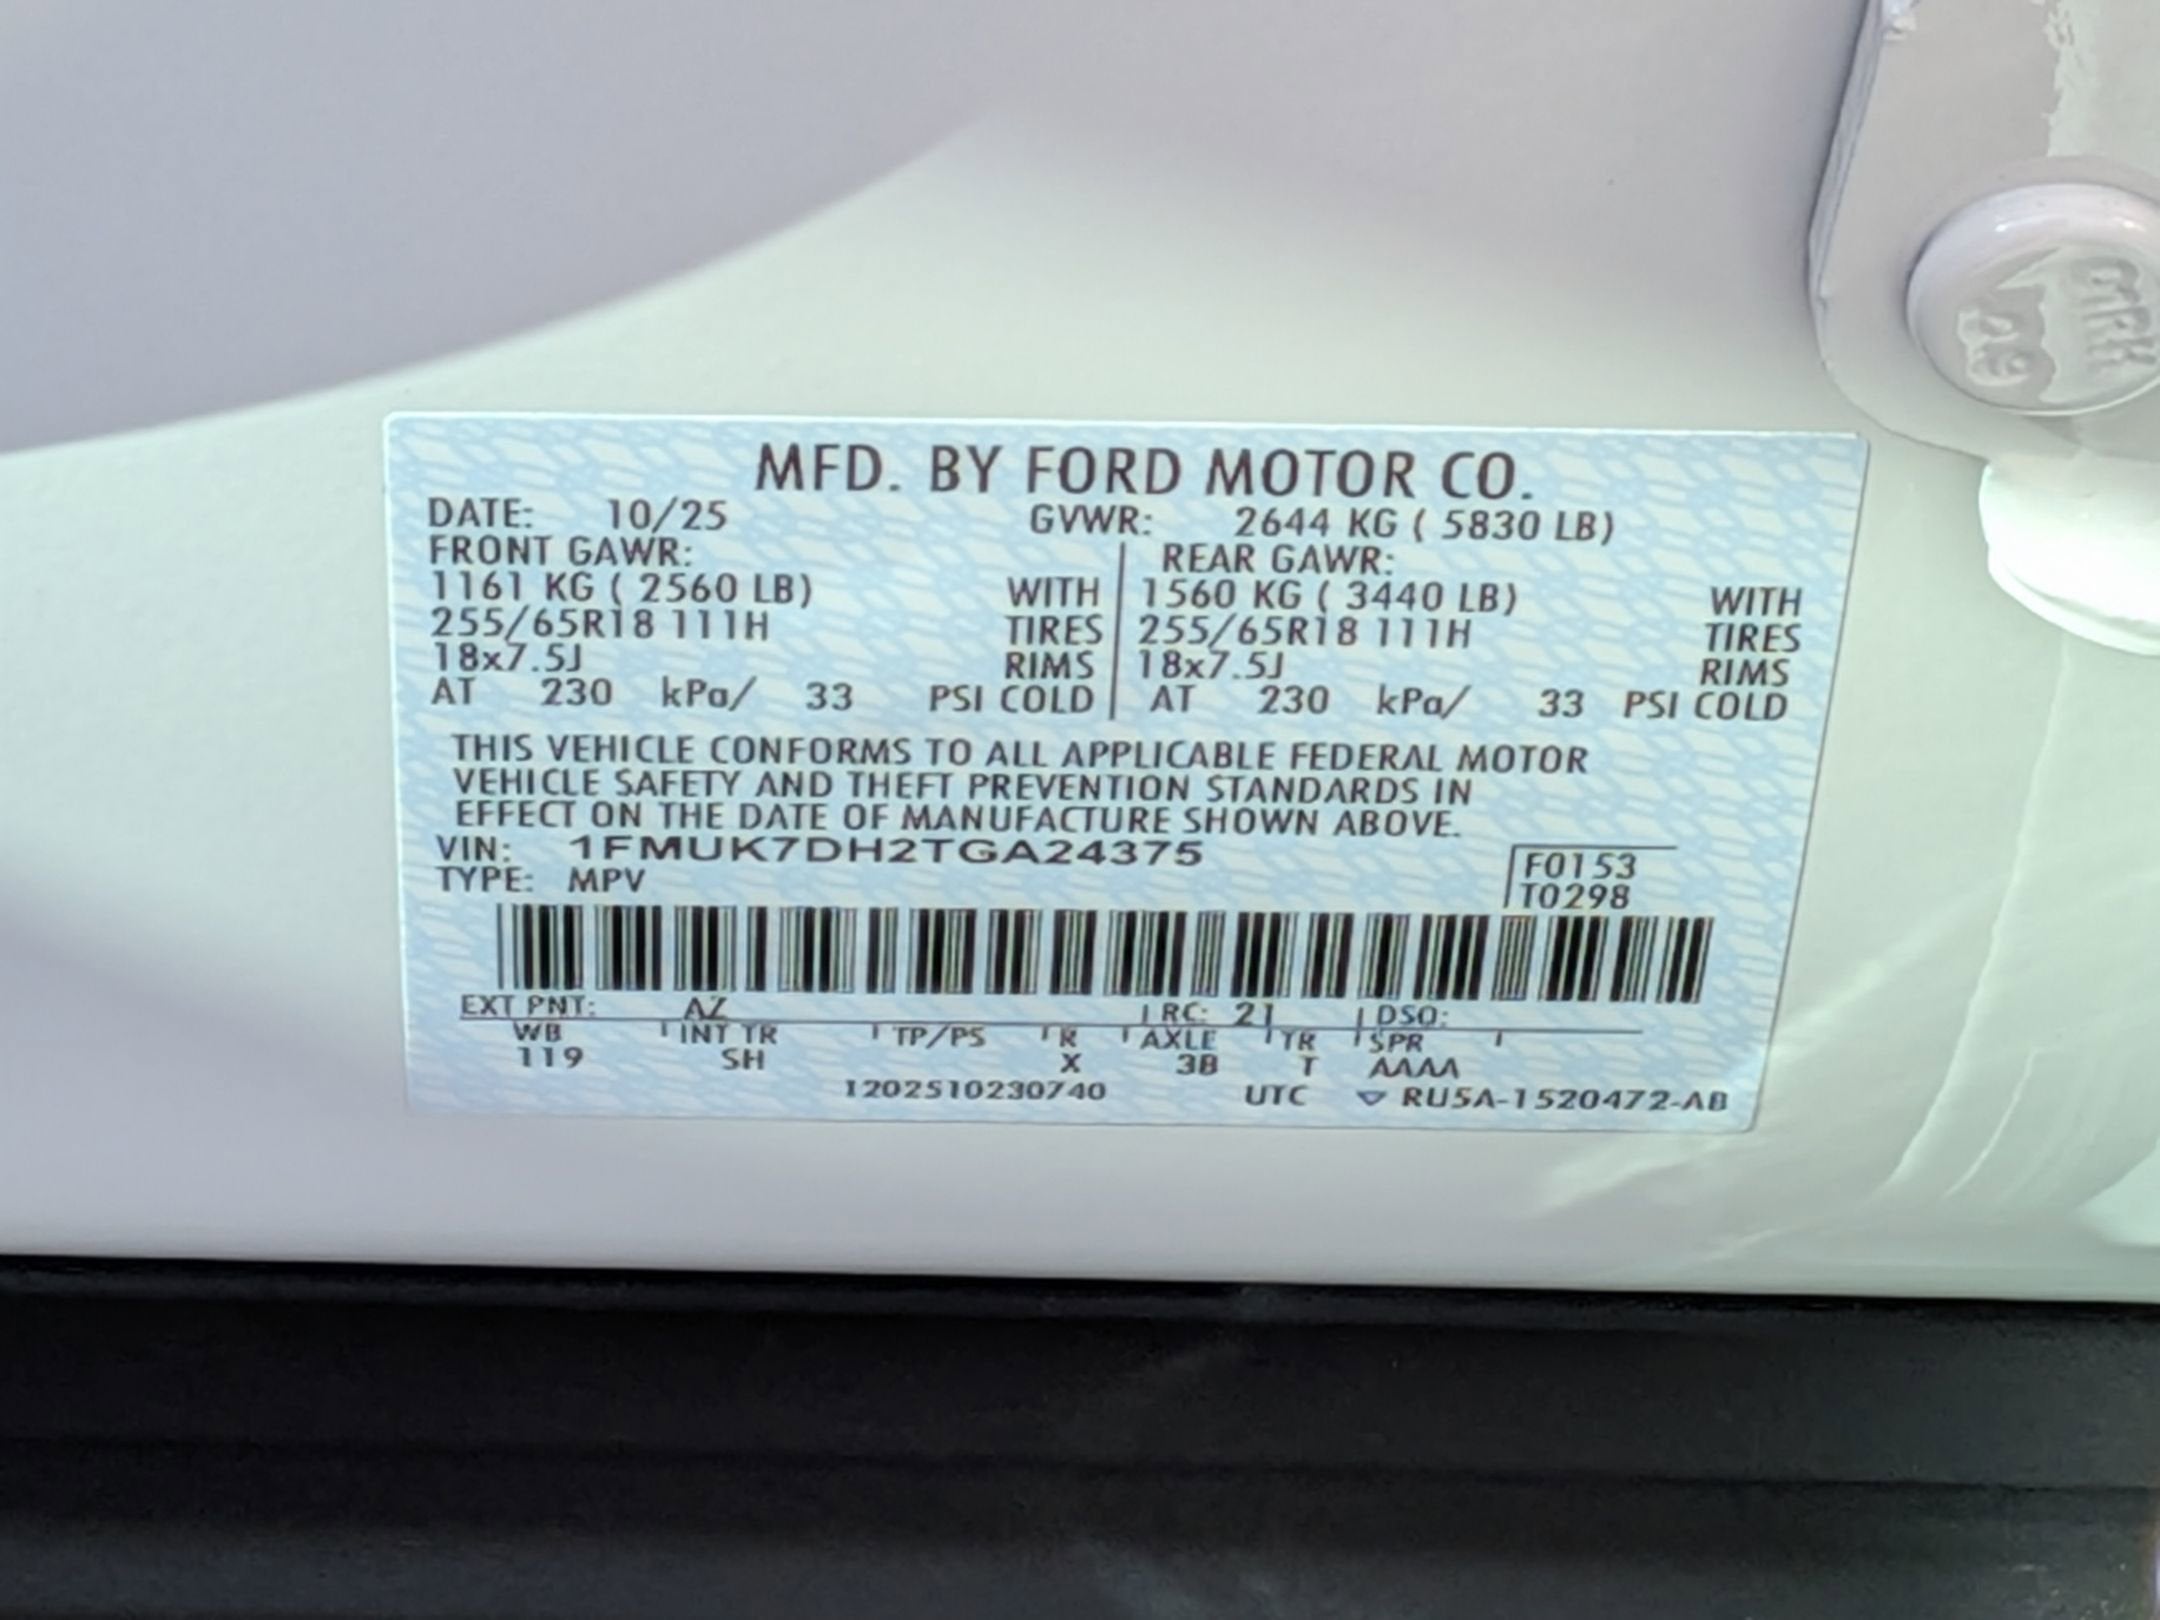 MFD. BY FORD MOTOR CO.
DATE: 10/25 GVWR: 2644 KG ( 5830 LB)
FRONT GAWR: REAR GAWR:
1161 KG ( 2560 LB) WITH 1560 KG ( 3440 LB) WITH
255/65R18 111H TIRES 255/65R18 111H TIRES
18x7.5J RIMS 18x7.5J RIMS
AT 230 kPa/ 33 PSI COLD AT 230 kPa/ 33 PSI COLD
THIS VEHICLE CONFORMS TO ALL APPLICABLE FEDERAL MOTOR
VEHICLE SAFETY AND THEFT PREVENTION STANDARDS IN
EFFECT ON THE DATE OF MANUFACTURE SHOWN ABOVE.
VIN: 1FMUK7DH2TGA24375
TYPE: MPV
F0153
T0298
EXT PNT: AZ RC: 21 DSO:
WB INT TR TP/PS R AXLE TR SPR
119 SH X 3B T AAAA
1202510230740 UTC RU5A-1520472-AB